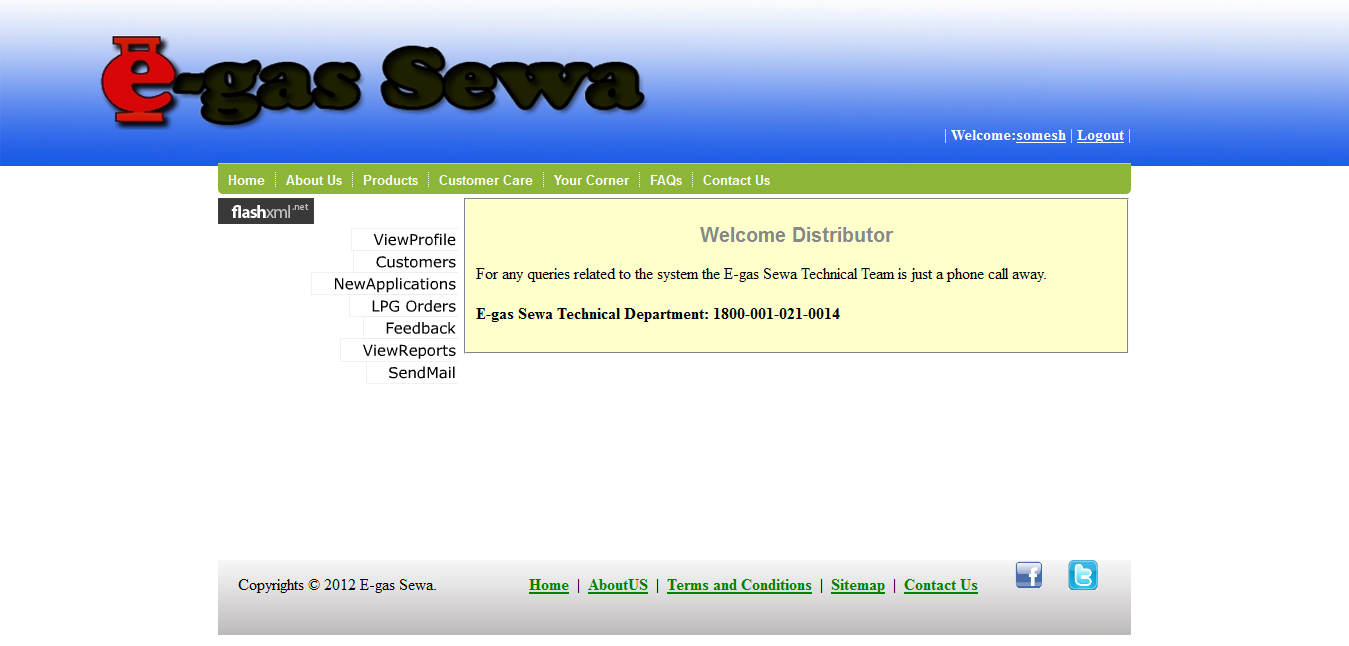 e-gas Sewa
| Welcome:somesh | Logout |
Home About Us Products Customer Care Your Corner FAQs Contact Us
flashxml.net
Welcome Distributor
ViewProfile
Customers
For any queries related to the system the E-gas Sewa Technical Team is just a phone call away.
NewApplications
LPG Orders
E-gas Sewa Technical Department: 1800-001-021-0014
Feedback
ViewReports
SendMail
Copyrights © 2012 E-gas Sewa. Home | AboutUS | Terms and Conditions | Sitemap | Contact Us